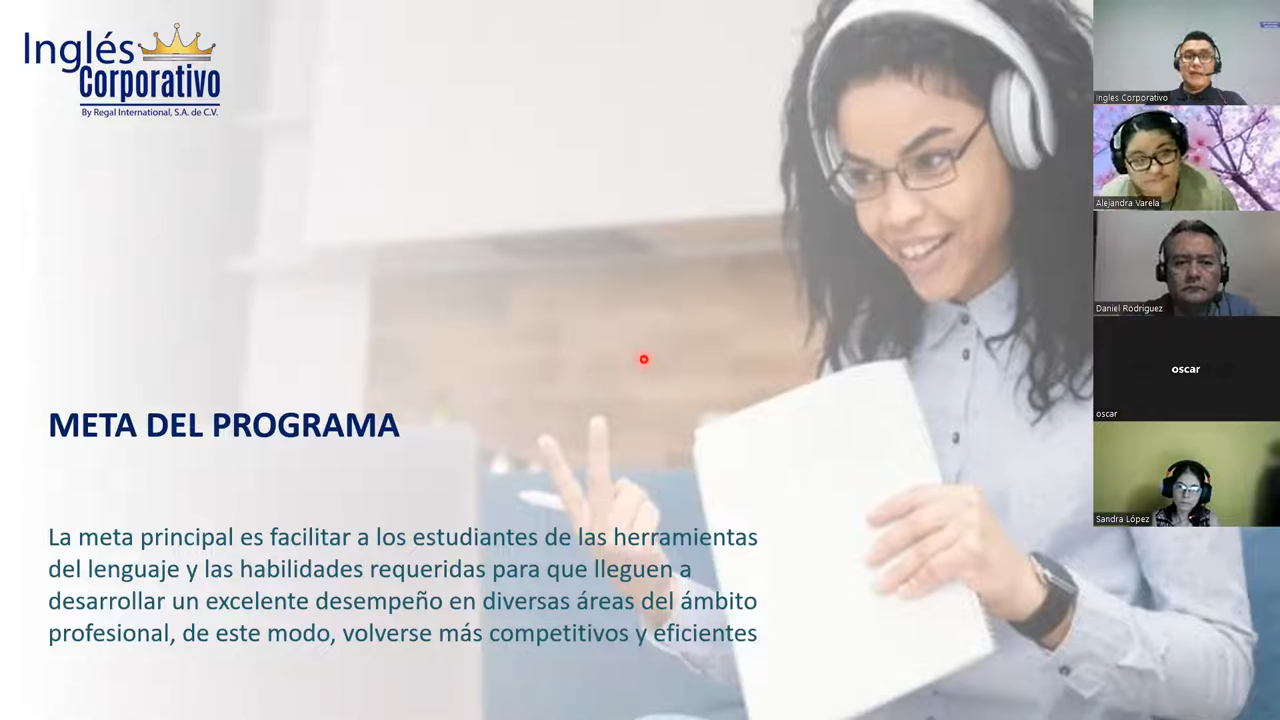 Inglés
Corporativo
By Regal International, S.A. de C.V.
META DEL PROGRAMA
La meta principal es facilitar a los estudiantes de las herramientas
del lenguaje y las habilidades requeridas para que lleguen a
desarrollar un excelente desempeño en diversas áreas del ámbito
profesional, de este modo, volverse más competitivos y eficientes
Ingles Corporativo
Alejandra Varela
Daniel Rodriguez
oscar
oscar
Sandra López